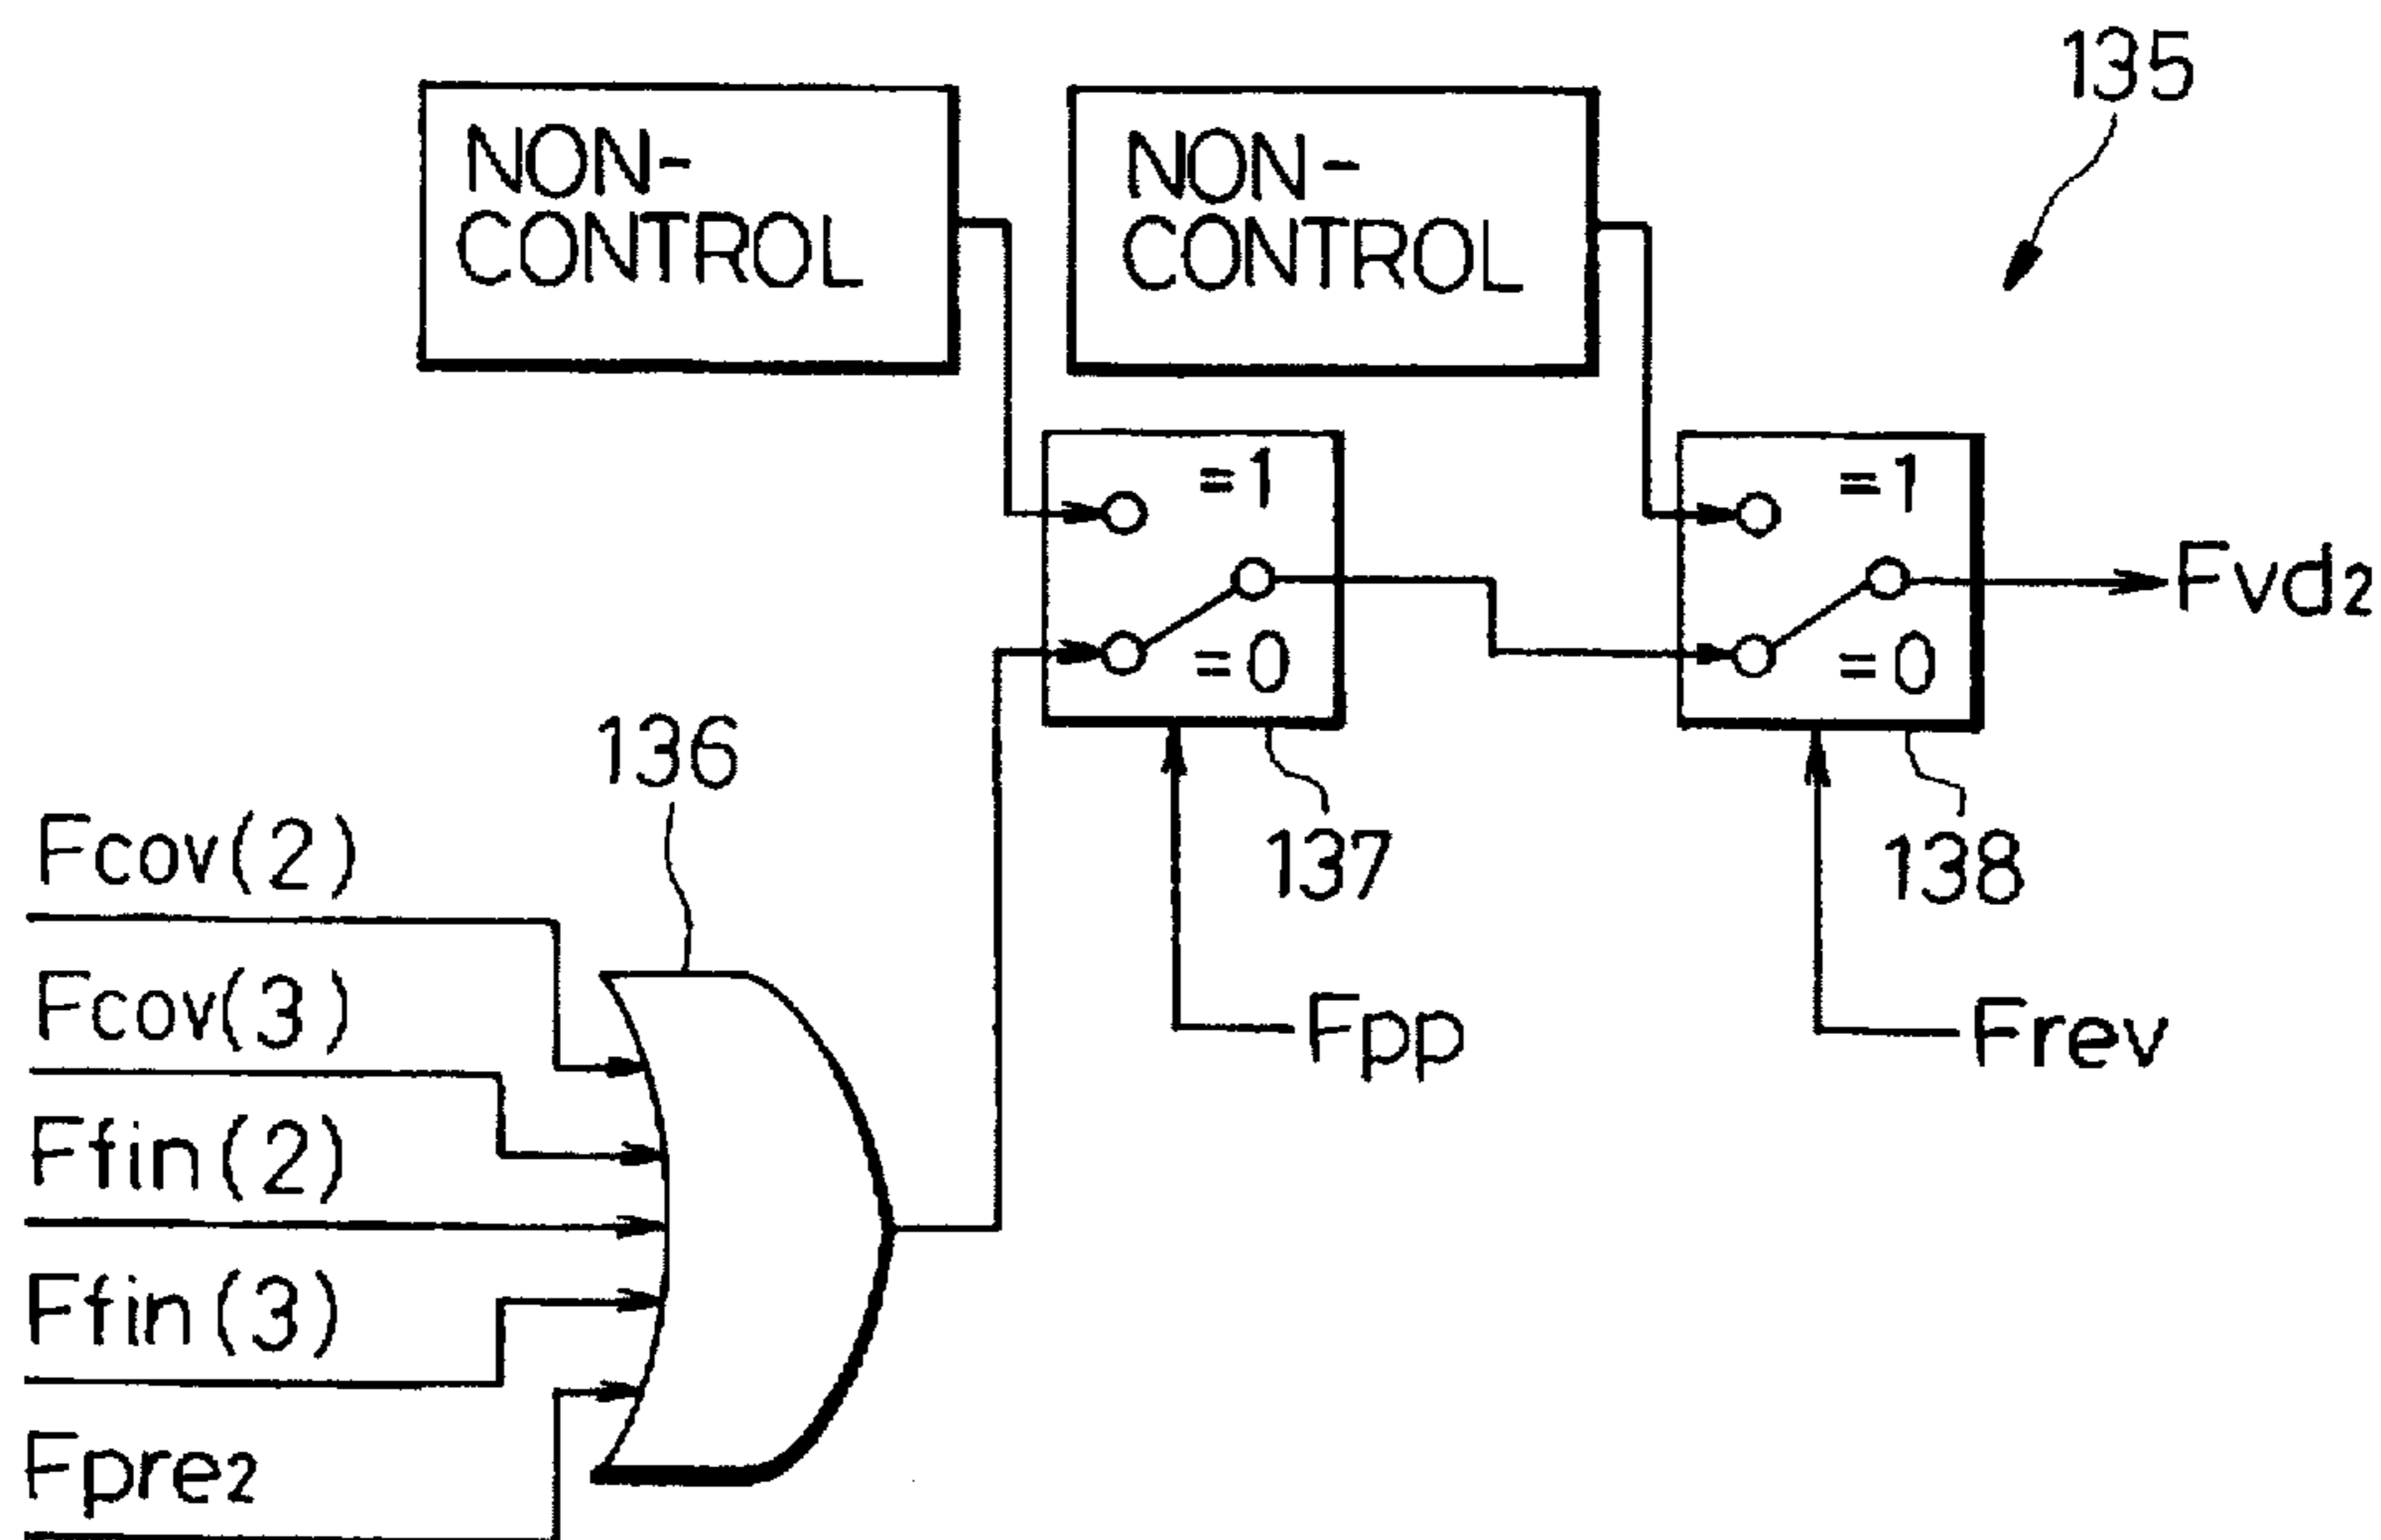 135
NON-
CONTROL
NON-
CONTROL
=1
=0
=1
=0
Fvd2
136
137
138
Fcov(2)
Fcov(3)
Ffin(2)
Ffin(3)
Fpre2
Fpp
Frev